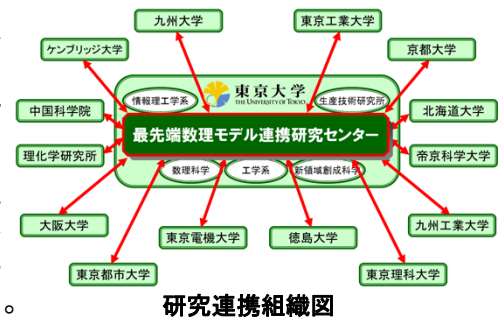 九州大学
東京工業大学
ケンブリッジ大学
京都大学
東京大学
THE UNIVERSITY OF TOKYO
情報理工学系
生産技術研究所
中国科学院
北海道大学
最先端数理モデル連携研究センター
理化学研究所
帝京科学大学
数理科学
工学系
新領域創成科学
大阪大学
九州工業大学
東京電機大学
徳島大学
東京都市大学
東京理科大学
。
研究連携組織図